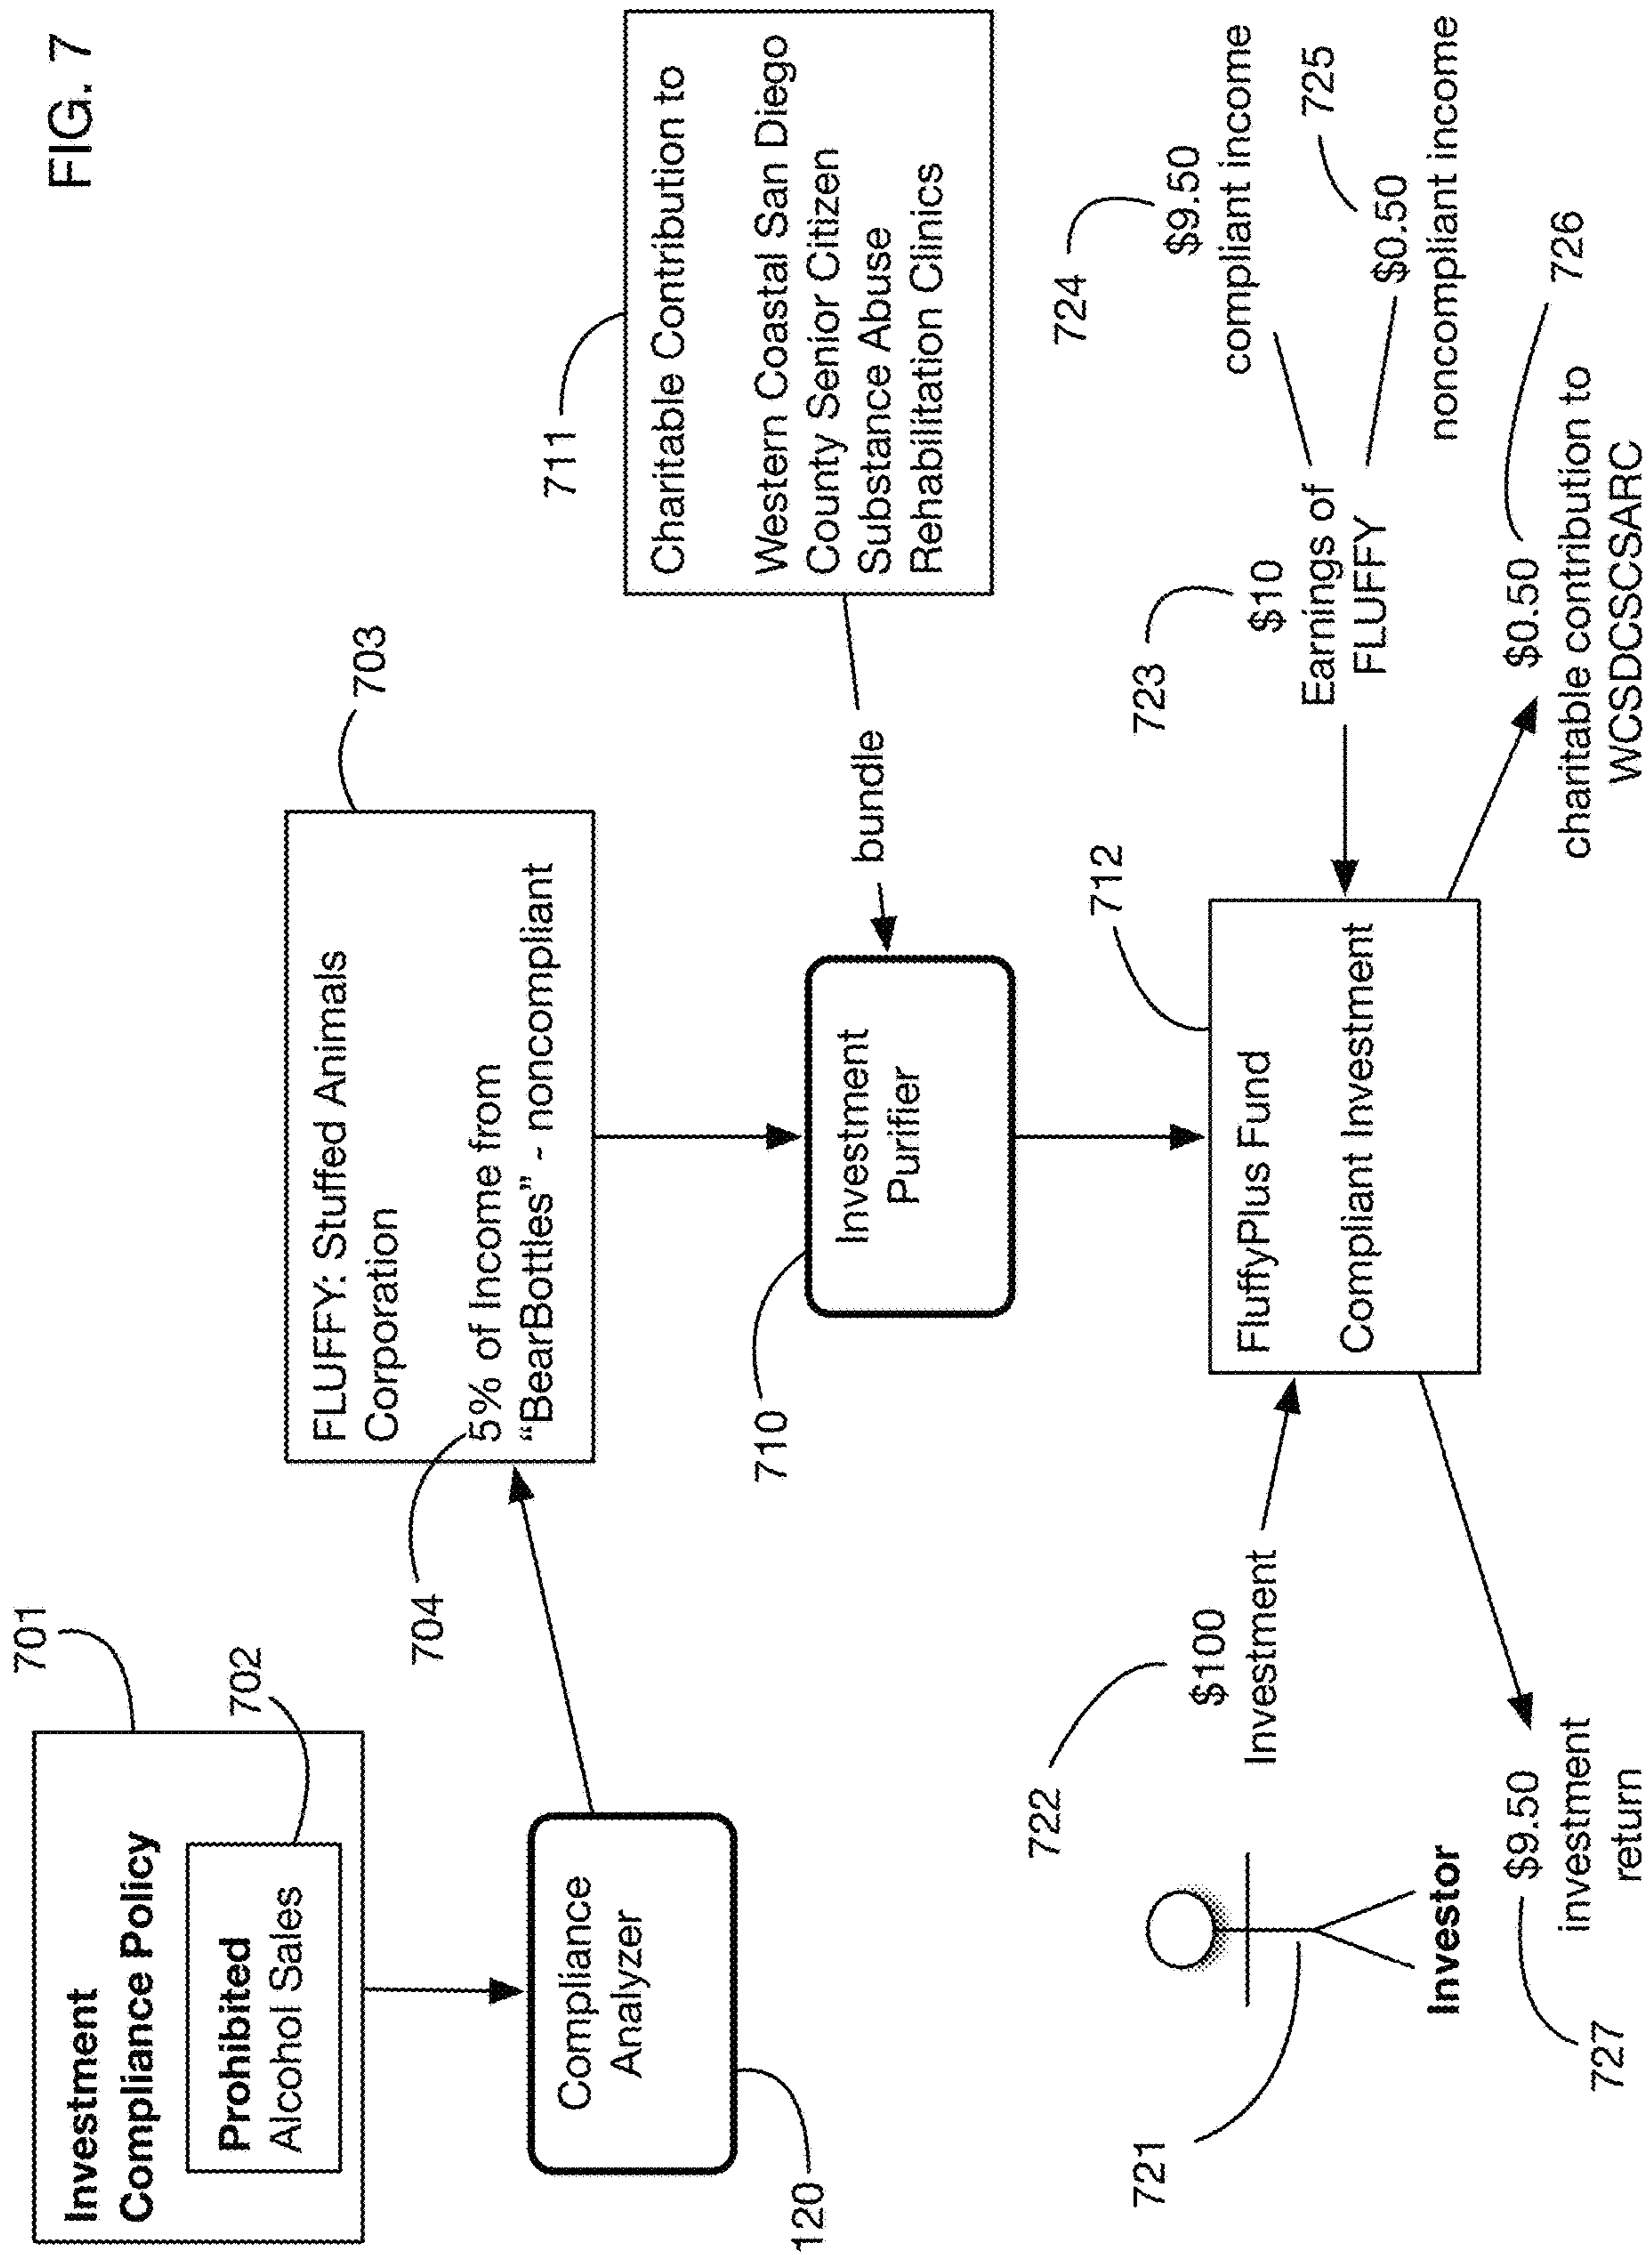 FIG. 7
701
Investment
Compliance Policy
702
Prohibited
Alcohol Sales
Compliance
Analyzer
120
703
FLUFFY: Stuffed Animals
Corporation
704
5% of Income from
“BearBottles” - noncompliant
710
Investment
Purifier
bundle
711
Charitable Contribution to
Western Coastal San Diego
County Senior Citizen
Substance Abuse
Rehabilitation Clinics
712
FluffyPlus Fund
Compliant Investment
721
Investor
722
$100
Investment
723
$10
Earnings of
FLUFFY
724
$9.50
compliant income
725
$0.50
noncompliant income
726
$0.50
charitable contribution to
WCSDCSCSARC
727
$9.50
investment
return